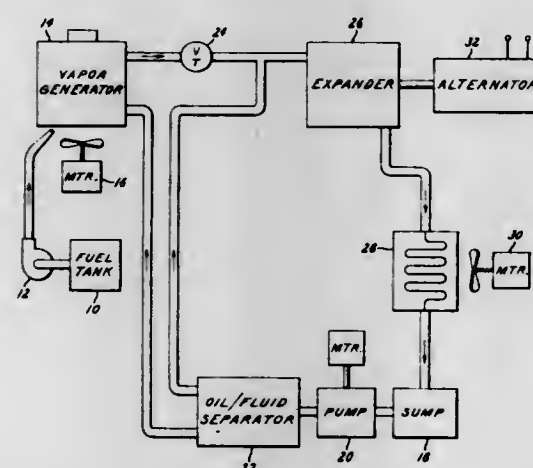 14
24
26
32
V
T
VAPOR
GENERATOR
EXPANDER
ALTERNATOR
MTR.
16
12
FUEL
TANK
10
28
30
MTR.
MTR.
OIL/FLUID
SEPARATOR
PUMP
SUMP
22
20
18